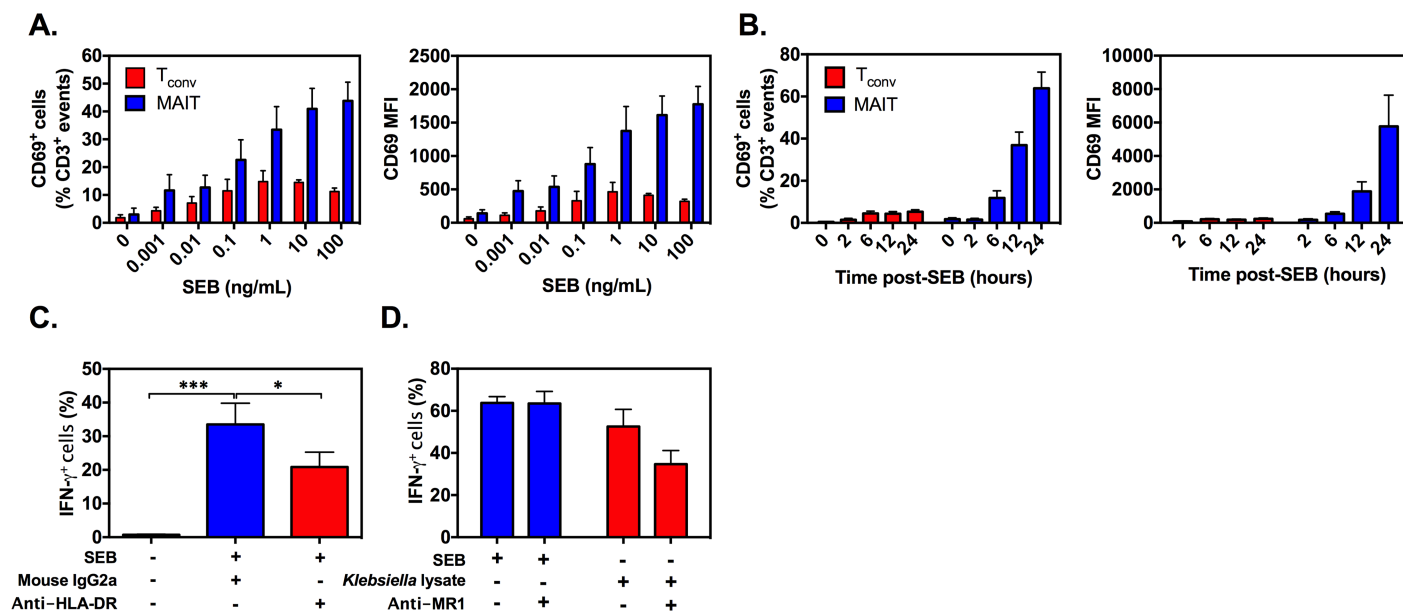 A.
CD69+ cells
(% CD3+ events)
60
50
40
30
20
10
0
Tconv
MAIT
0 0.001 0.01 0.1 1 10 100
SEB (ng/mL)
CD69 MFI
2500
2000
1500
1000
500
0
0 0.001 0.01 0.1 1 10 100
SEB (ng/mL)
B.
CD69+ cells
(% CD3+ events)
80
60
40
20
0
Tconv
MAIT
0 2 6 12 24 0 2 6 12 24
Time post-SEB (hours)
CD69 MFI
10000
8000
6000
4000
2000
0
2 6 12 24 2 6 12 24
Time post-SEB (hours)
C.
IFN-γ+ cells (%)
50
40
30
20
10
0
*** *
SEB - + +
Mouse IgG2a - + -
Anti-HLA-DR - - +
D.
IFN-γ+ cells (%)
80
60
40
20
0
SEB + + - -
Klebsiella lysate - - + +
Anti-MR1 - + - +